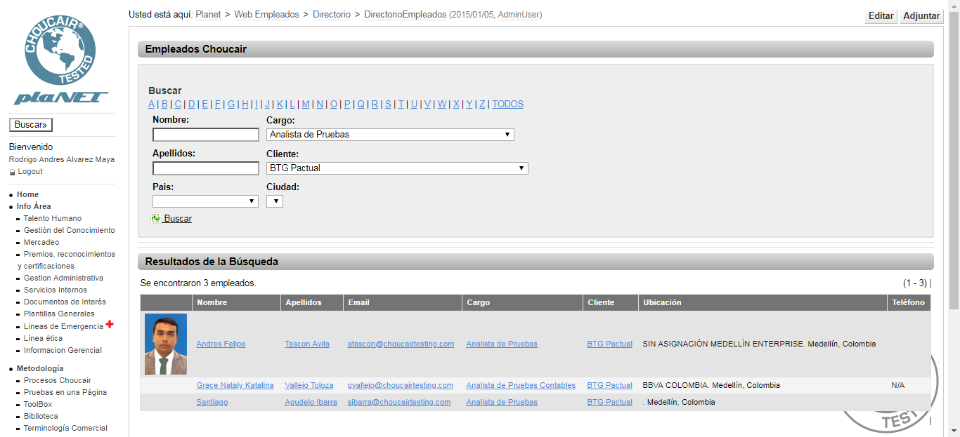 CHOUCAIR
TESTED
plaNET
Buscar»
Bienvenido
Rodrigo Andres Alvarez Maya
Logout
Home
Info Área
Talento Humano
Gestión del Conocimiento
Mercadeo
Premios, reconocimientos
y certificaciones
Gestion Administrativa
Servicios Internos
Documentos de Interés
Plantillas Generales
Líneas de Emergencia
Línea ética
Informacion Gerencial
Metodología
Procesos Choucair
Pruebas en una Página
ToolBox
Biblioteca
Terminología Comercial
Usted está aquí: Planet > Web Empleados > Directorio > DirectorioEmpleados (2015/01/05, AdminUser)
Editar Adjuntar
Empleados Choucair
Buscar
A | B | C | D | E | F | G | H | I | J | K | L | M | N | O | P | Q | R | S | T | U | V | W | X | Y | Z | TODOS
Nombre: Cargo:
Analista de Pruebas
Apellidos: Cliente:
BTG Pactual
Pais: Ciudad:
Buscar
Resultados de la Búsqueda
Se encontraron 3 empleados. (1 - 3) |
Nombre Apellidos Email Cargo Cliente Ubicación Teléfono
Andres Felipe Tascon Avila atascon@choucairtesting.com Analista de Pruebas BTG Pactual SIN ASIGNACIÓN MEDELLÍN ENTERPRISE. Medellín, Colombia
Grace Nataly Katalina Vallejo Toloza gvallejo@choucairtesting.com Analista de Pruebas Contables BTG Pactual BBVA COLOMBIA. Medellín, Colombia N/A
Santiago Agudelo Ibarra sibarra@choucairtesting.com Analista de Pruebas BTG Pactual . Medellín, Colombia
TEST
|